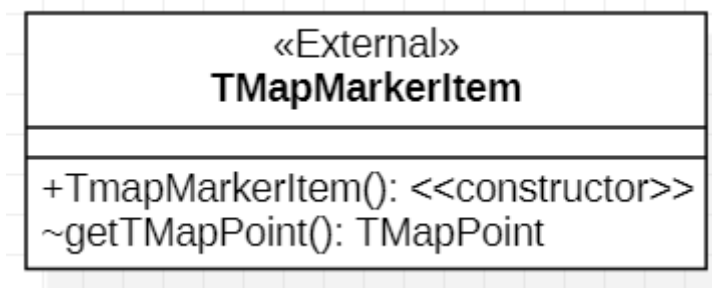 «External»
TMapMarkerItem
+TmapMarkerItem(): <<constructor>>
~getTMapPoint(): TMapPoint